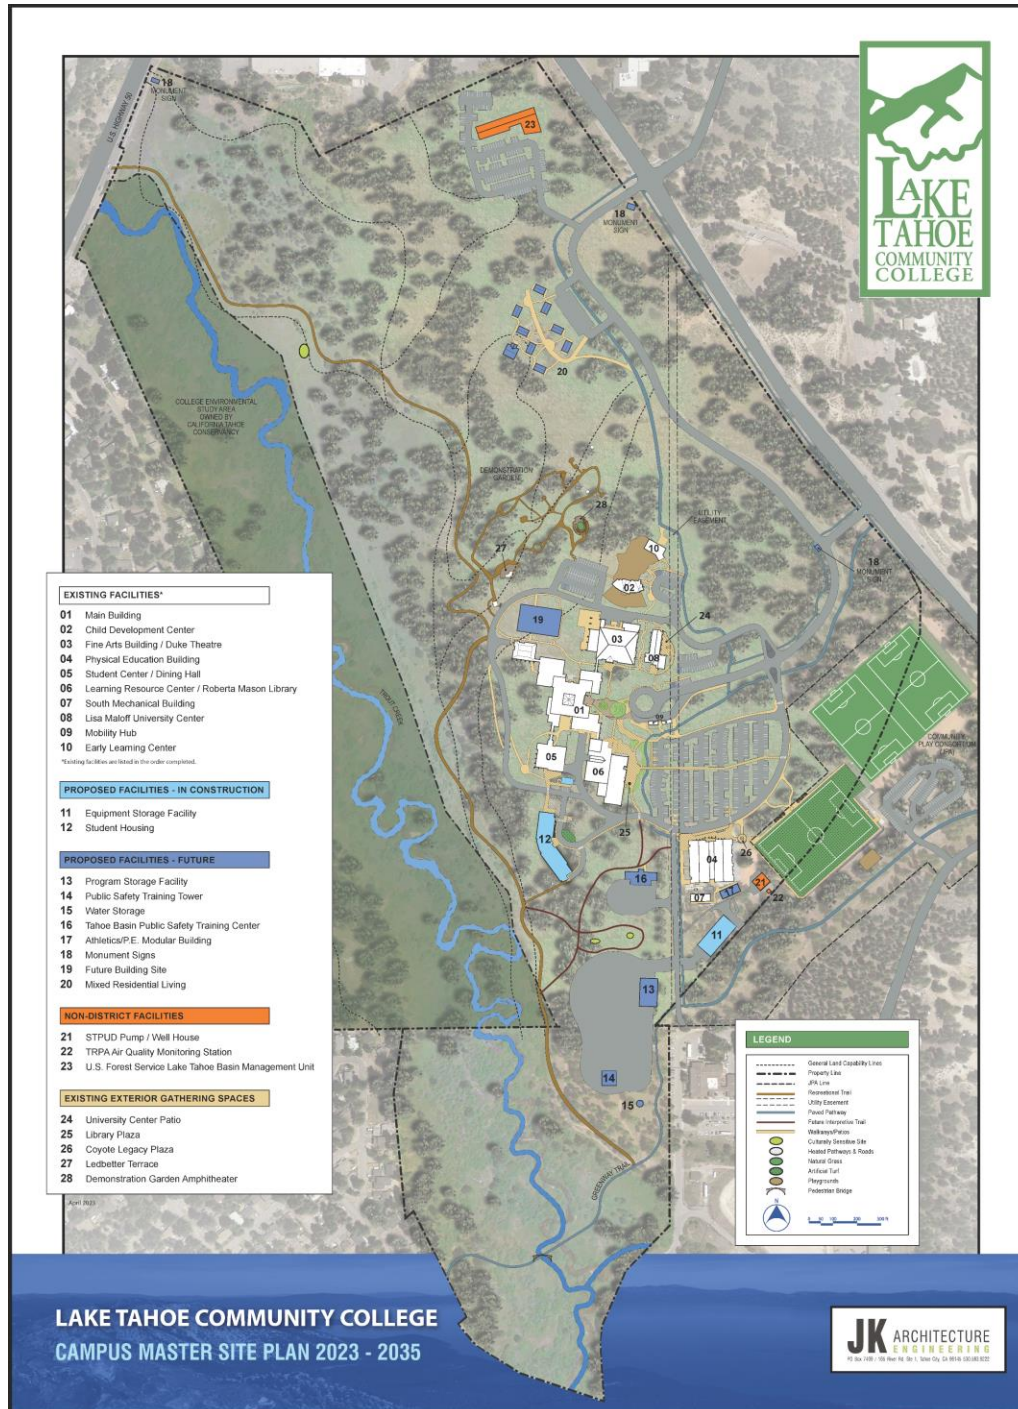 U.S. HIGHWAY 50
18
MONUMENT
SIGN
23
18
MONUMENT
SIGN
LAKE
TAHOE
COMMUNITY
COLLEGE
20
COLLEGE ENVIRONMENTAL
STUDY AREA
OWNED BY
CALIFORNIA TAHOE
CONSERVANCY
DEMONSTRATION
GARDEN
28
UTILITY
EASEMENT
27
10
02
18
MONUMENT
SIGN
24
19
03
08
01
09
05
06
COMMUNITY
PLAY CONSORTIUM
(JPA)
TROUT CREEK
12
25
26
04
16
21
17
07
22
11
13
14
15
GREENWAY TRAIL
EXISTING FACILITIES*
01 Main Building
02 Child Development Center
03 Fine Arts Building / Duke Theatre
04 Physical Education Building
05 Student Center / Dining Hall
06 Learning Resource Center / Roberta Mason Library
07 South Mechanical Building
08 Lisa Maloff University Center
09 Mobility Hub
10 Early Learning Center
*Existing facilities are listed in the order completed.
PROPOSED FACILITIES - IN CONSTRUCTION
11 Equipment Storage Facility
12 Student Housing
PROPOSED FACILITIES - FUTURE
13 Program Storage Facility
14 Public Safety Training Tower
15 Water Storage
16 Tahoe Basin Public Safety Training Center
17 Athletics/P.E. Modular Building
18 Monument Signs
19 Future Building Site
20 Mixed Residential Living
NON-DISTRICT FACILITIES
21 STPUD Pump / Well House
22 TRPA Air Quality Monitoring Station
23 U.S. Forest Service Lake Tahoe Basin Management Unit
EXISTING EXTERIOR GATHERING SPACES
24 University Center Patio
25 Library Plaza
26 Coyote Legacy Plaza
27 Ledbetter Terrace
28 Demonstration Garden Amphitheater
April 2023
LEGEND
General Land Capability Lines
Property Line
JPA Line
Recreational Trail
Utility Easement
Paved Pathway
Future Interpretive Trail
Walkways/Patios
Culturally Sensitive Site
Heated Pathways & Roads
Natural Grass
Artificial Turf
Playgrounds
Pedestrian Bridge
N
0 50 100 200 300 ft
LAKE TAHOE COMMUNITY COLLEGE
CAMPUS MASTER SITE PLAN 2023 - 2035
JK ARCHITECTURE
ENGINEERING